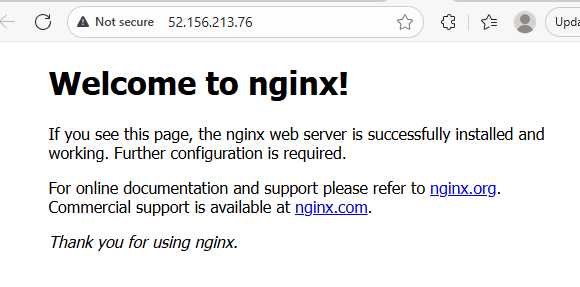 Not secure 52.156.213.76
Welcome to nginx!
If you see this page, the nginx web server is successfully installed and
working. Further configuration is required.
For online documentation and support please refer to nginx.org.
Commercial support is available at nginx.com.
Thank you for using nginx.